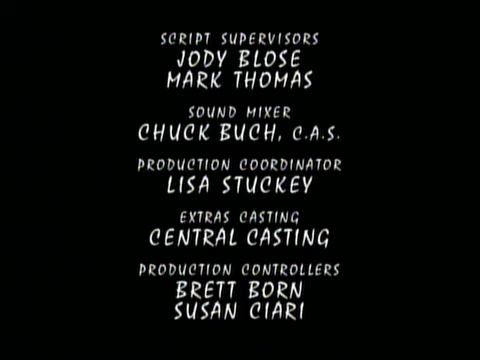 SCRIPT SUPERVISORS
JODY BLOSE
MARK THOMAS
SOUND MIXER
CHUCK BUCH, C.A.S.
PRODUCTION COORDINATOR
LISA STUCKEY
EXTRAS CASTING
CENTRAL CASTING
PRODUCTION CONTROLLERS
BRETT BORN
SUSAN CIARI